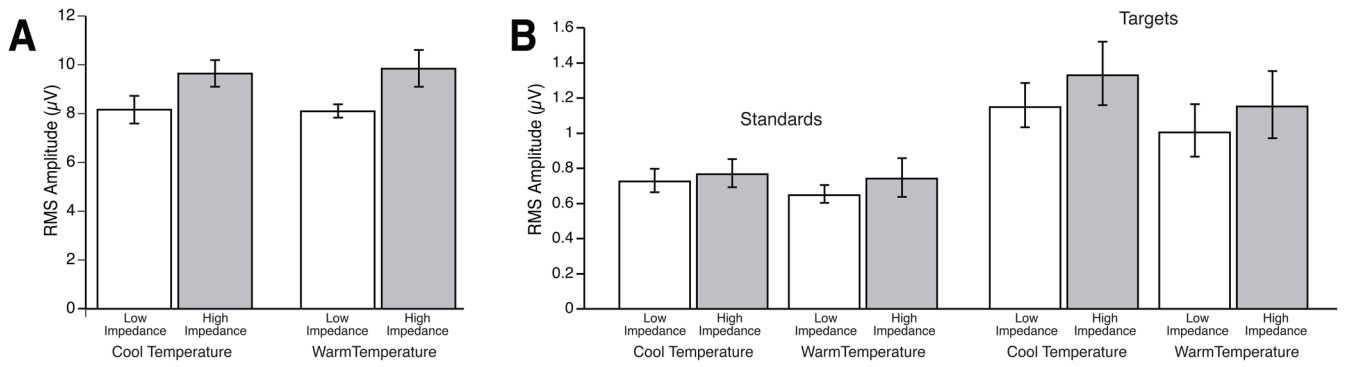 A
RMS Amplitude (µV)
12
10
8
6
4
2
0
Low
Impedance
High
Impedance
Low
Impedance
High
Impedance
Cool Temperature
WarmTemperature
B
RMS Amplitude (µV)
1.6
1.4
1.2
1
0.8
0.6
0.4
0.2
0
Standards
Targets
Low
Impedance
High
Impedance
Low
Impedance
High
Impedance
Low
Impedance
High
Impedance
Low
Impedance
High
Impedance
Cool Temperature
WarmTemperature
Cool Temperature
WarmTemperature